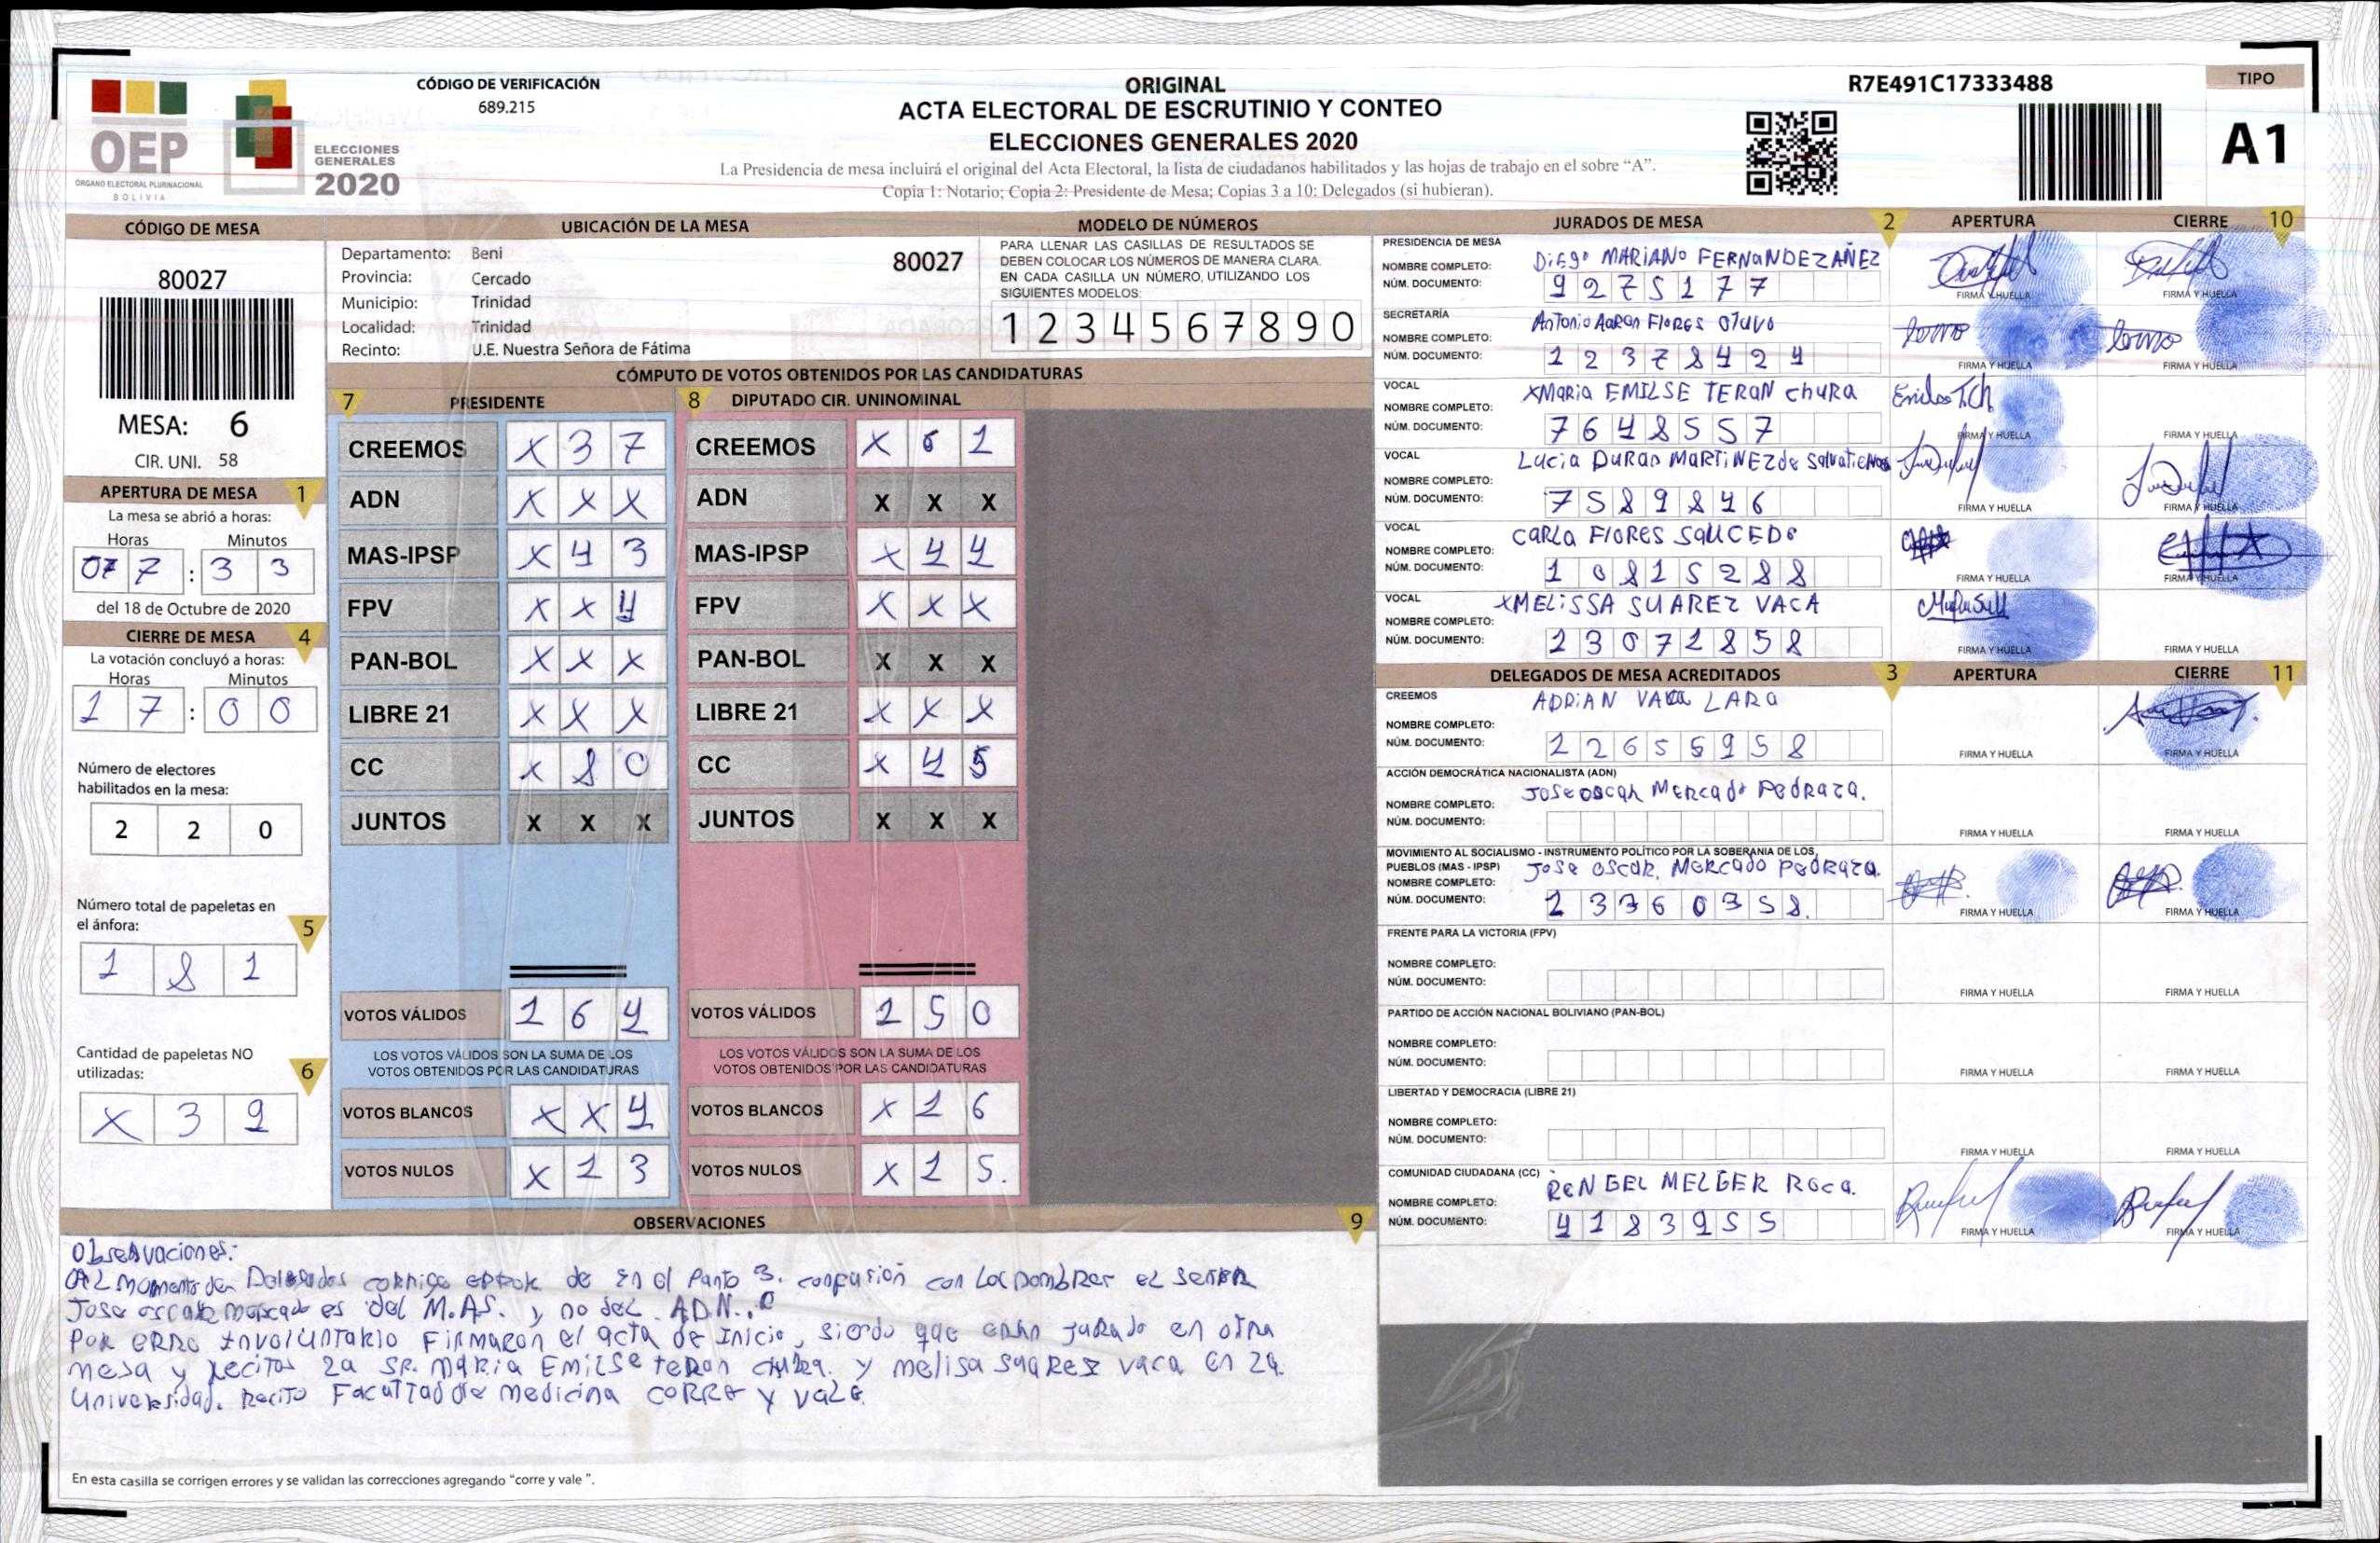 CÓDIGO DE VERIFICACIÓN
689.215
OEP
ÓRGANO ELECTORAL PLURINACIONAL
BOLIVIA
ELECCIONES
GENERALES
2020
ORIGINAL
ACTA ELECTORAL DE ESCRUTINIO Y CONTEO
ELECCIONES GENERALES 2020
La Presidencia de mesa incluirá el original del Acta Electoral, la lista de ciudadanos habilitados y las hojas de trabajo en el sobre “A”.
Copia 1: Notario; Copia 2: Presidente de Mesa; Copias 3 a 10: Delegados (si hubieran).
R7E491C17333488
TIPO
A1
CÓDIGO DE MESA
80027
MESA: 6
CIR. UNI. 58
APERTURA DE MESA 1
La mesa se abrió a horas:
Horas Minutos
07 7 : 3 3
del 18 de Octubre de 2020
CIERRE DE MESA 4
La votación concluyó a horas:
Horas Minutos
1 7 : 0 0
Número de electores
habilitados en la mesa:
2 2 0
Número total de papeletas en
el ánfora: 5
1 8 1
Cantidad de papeletas NO
utilizadas: 6
X 3 9
UBICACIÓN DE LA MESA
Departamento: Beni
80027
Provincia: Cercado
Municipio: Trinidad
Localidad: Trinidad
Recinto: U.E. Nuestra Señora de Fátima
MODELO DE NÚMEROS
PARA LLENAR LAS CASILLAS DE RESULTADOS SE
DEBEN COLOCAR LOS NÚMEROS DE MANERA CLARA.
EN CADA CASILLA UN NÚMERO, UTILIZANDO LOS
SIGUIENTES MODELOS:
1 2 3 4 5 6 7 8 9 0
CÓMPUTO DE VOTOS OBTENIDOS POR LAS CANDIDATURAS
7 PRESIDENTE
CREEMOS X 3 7
ADN X X X
MAS-IPSP X 4 3
FPV X X 4
PAN-BOL X X X
LIBRE 21 X X X
CC X 8 0
JUNTOS X X X
VOTOS VÁLIDOS 1 6 4
LOS VOTOS VÁLIDOS SON LA SUMA DE LOS
VOTOS OBTENIDOS POR LAS CANDIDATURAS
VOTOS BLANCOS X X 4
VOTOS NULOS X 1 3
8 DIPUTADO CIR. UNINOMINAL
CREEMOS X 6 1
ADN X X X
MAS-IPSP X 4 4
FPV X X X
PAN-BOL X X X
LIBRE 21 X X X
CC X 4 5
JUNTOS X X X
VOTOS VÁLIDOS 1 5 0
LOS VOTOS VÁLIDOS SON LA SUMA DE LOS
VOTOS OBTENIDOS POR LAS CANDIDATURAS
VOTOS BLANCOS X 1 6
VOTOS NULOS X 1 5.
OBSERVACIONES 9
Observaciones:
Al momento den Delegados corrigo error de en el Punto 3. confusión con los nombres el señor
Jose oscar mercado es del M.AS. y no del ADN.,
Por erro Involuntario Firmaron el acta de Inicio, siendo que eran Jurado en otra
mesa y recitos la SR. Maria Emilse teran chura. y melisa suarez vaca en la
Universidad. Recito Facultad de medicina CORRE y vale
En esta casilla se corrigen errores y se validan las correcciones agregando “corre y vale ”.
JURADOS DE MESA 2 APERTURA CIERRE 10
PRESIDENCIA DE MESA
NOMBRE COMPLETO: Diego MARIANO FERNANDEZ AÑEZ
NÚM. DOCUMENTO: 9 2 7 5 1 7 7
FIRMA Y HUELLA FIRMA Y HUELLA
SECRETARÍA
NOMBRE COMPLETO: Antonio Aaron Flores Oluvo
NÚM. DOCUMENTO: 1 2 3 7 8 4 2 4
FIRMA Y HUELLA FIRMA Y HUELLA
VOCAL
NOMBRE COMPLETO: XMaria EMILSE TERAN chura
NÚM. DOCUMENTO: 7 6 4 8 5 5 7
FIRMA Y HUELLA FIRMA Y HUELLA
VOCAL
NOMBRE COMPLETO: Lucia DURAN MARTINEZ de Salvatierra
NÚM. DOCUMENTO: 7 5 8 9 8 4 6
FIRMA Y HUELLA FIRMA Y HUELLA
VOCAL
NOMBRE COMPLETO: CARLA FLORES SAUCEDO
NÚM. DOCUMENTO: 1 0 8 1 5 2 8 8
FIRMA Y HUELLA FIRMA Y HUELLA
VOCAL
NOMBRE COMPLETO: XMELISSA SUAREZ VACA
NÚM. DOCUMENTO: 1 3 0 7 1 8 5 8
FIRMA Y HUELLA FIRMA Y HUELLA
DELEGADOS DE MESA ACREDITADOS 3 APERTURA CIERRE 11
CREEMOS
NOMBRE COMPLETO: ADRIAN VACA LARA
NÚM. DOCUMENTO: 1 2 6 5 5 9 5 8
FIRMA Y HUELLA FIRMA Y HUELLA
ACCIÓN DEMOCRÁTICA NACIONALISTA (ADN)
NOMBRE COMPLETO: Jose oscar Mercado Pedraza.
NÚM. DOCUMENTO:
FIRMA Y HUELLA FIRMA Y HUELLA
MOVIMIENTO AL SOCIALISMO - INSTRUMENTO POLÍTICO POR LA SOBERANIA DE LOS
PUEBLOS (MAS - IPSP)
NOMBRE COMPLETO: Jose oscar. Mercado Pedraza.
NÚM. DOCUMENTO: 1 3 3 6 0 3 5 8.
FIRMA Y HUELLA FIRMA Y HUELLA
FRENTE PARA LA VICTORIA (FPV)
NOMBRE COMPLETO:
NÚM. DOCUMENTO:
FIRMA Y HUELLA FIRMA Y HUELLA
PARTIDO DE ACCIÓN NACIONAL BOLIVIANO (PAN-BOL)
NOMBRE COMPLETO:
NÚM. DOCUMENTO:
FIRMA Y HUELLA FIRMA Y HUELLA
LIBERTAD Y DEMOCRACIA (LIBRE 21)
NOMBRE COMPLETO:
NÚM. DOCUMENTO:
FIRMA Y HUELLA FIRMA Y HUELLA
COMUNIDAD CIUDADANA (CC)
NOMBRE COMPLETO: RENGEL MELGER Roca.
NÚM. DOCUMENTO: 4 1 8 3 9 5 5
FIRMA Y HUELLA FIRMA Y HUELLA